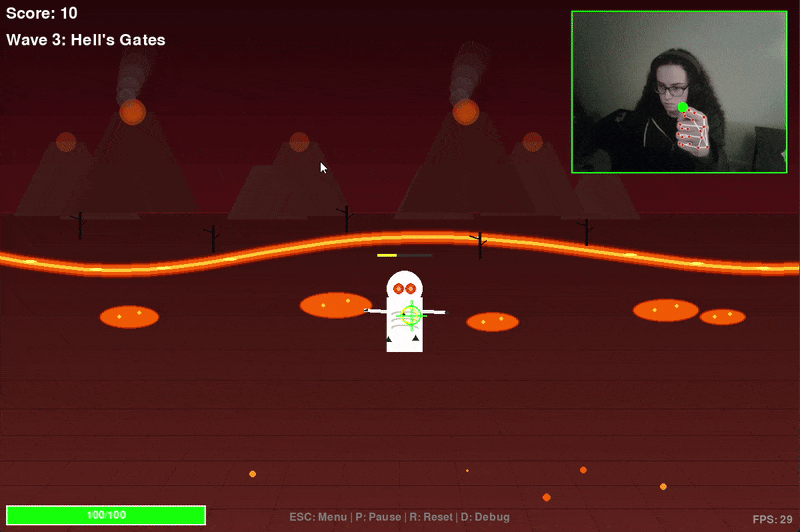 Score: 10
Wave 3: Hell's Gates
100/100
ESC: Menu | P: Pause | R: Reset | D: Debug
FPS: 29